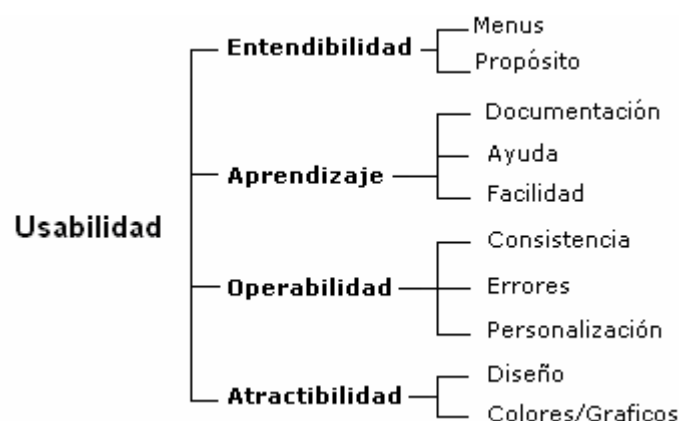 Usabilidad
Entendibilidad
Menus
Propósito
Aprendizaje
Documentación
Ayuda
Facilidad
Operabilidad
Consistencia
Errores
Personalización
Atractibilidad
Diseño
Colores/Graficos